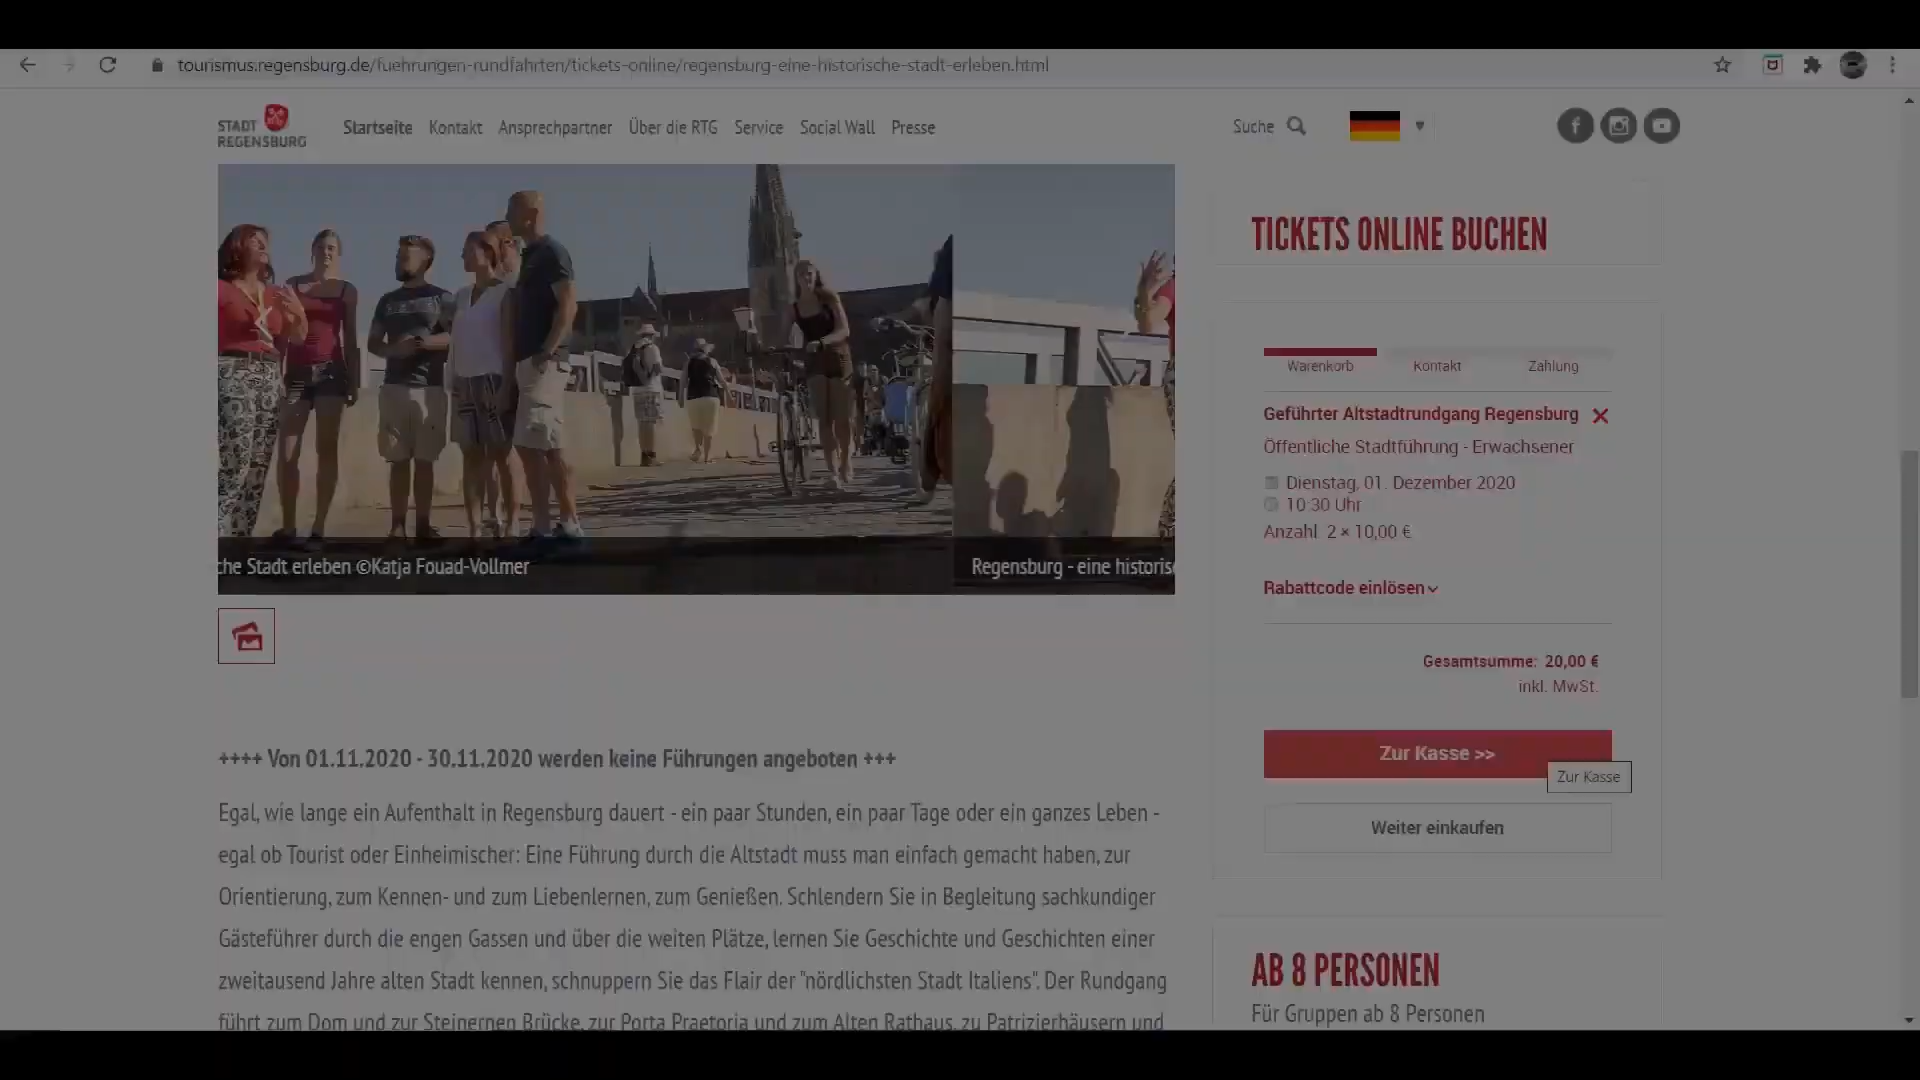 tourismus.regensburg.de/fuehrungen-rundfahrten/tickets-online/regensburg-eine-historische-stadt-erleben.html
STADT
REGENSBURG
Startseite Kontakt Ansprechpartner Über die RTG Service Social Wall Presse
Suche
che Stadt erleben ©Katja Fouad-Vollmer
Regensburg - eine historisc
++++ Von 01.11.2020 - 30.11.2020 werden keine Führungen angeboten +++
Egal, wie lange ein Aufenthalt in Regensburg dauert - ein paar Stunden, ein paar Tage oder ein ganzes Leben -
egal ob Tourist oder Einheimischer: Eine Führung durch die Altstadt muss man einfach gemacht haben, zur
Orientierung, zum Kennen- und zum Liebenlernen, zum Genießen. Schlendern Sie in Begleitung sachkundiger
Gästeführer durch die engen Gassen und über die weiten Plätze, lernen Sie Geschichte und Geschichten einer
zweitausend Jahre alten Stadt kennen, schnuppern Sie das Flair der "nördlichsten Stadt Italiens". Der Rundgang
führt zum Dom und zur Steinernen Brücke, zur Porta Praetoria und zum Alten Rathaus, zu Patrizierhäusern und
TICKETS ONLINE BUCHEN
Warenkorb Kontakt Zahlung
Geführter Altstadtrundgang Regensburg
Öffentliche Stadtführung - Erwachsener
Dienstag, 01. Dezember 2020
10:30 Uhr
Anzahl 2 × 10,00 €
Rabattcode einlösen
Gesamtsumme: 20,00 €
inkl. MwSt.
Zur Kasse >>
Zur Kasse
Weiter einkaufen
AB 8 PERSONEN
Für Gruppen ab 8 Personen